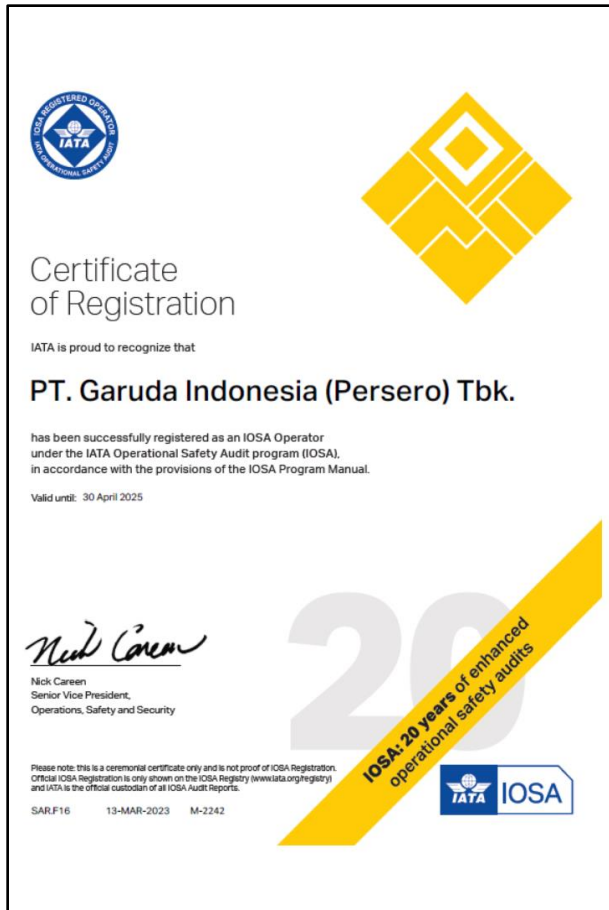 IOSA REGISTERED OPERATOR
IATA
IATA OPERATIONAL SAFETY AUDIT
Certificate
of Registration
IATA is proud to recognize that
PT. Garuda Indonesia (Persero) Tbk.
has been successfully registered as an IOSA Operator
under the IATA Operational Safety Audit program (IOSA),
in accordance with the provisions of the IOSA Program Manual.
Valid until: 30 April 2025
Nick Careen
Nick Careen
Senior Vice President,
Operations, Safety and Security
20
IOSA: 20 years of enhanced
operational safety audits
Please note: this is a ceremonial certificate only and is not proof of IOSA Registration.
Official IOSA Registration is only shown on the IOSA Registry (www.iata.org/registry)
and IATA is the official custodian of all IOSA Audit Reports.
SAR.F16 13-MAR-2023 M-2242
IATA IOSA